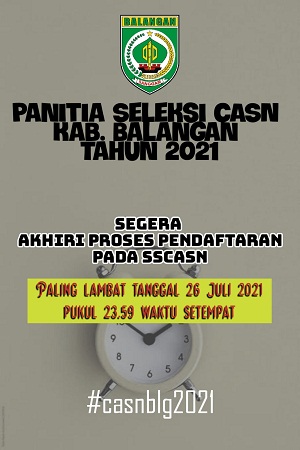 BALANGAN
PANITIA SELEKSI CASN
KAB. BALANGAN
TAHUN 2021
SEGERA
AKHIRI PROSES PENDAFTARAN
PADA SSCASN
PALING LAMBAT TANGGAL 26 JULI 2021
PUKUL 23.59 WAKTU SETEMPAT
#casnblg2021